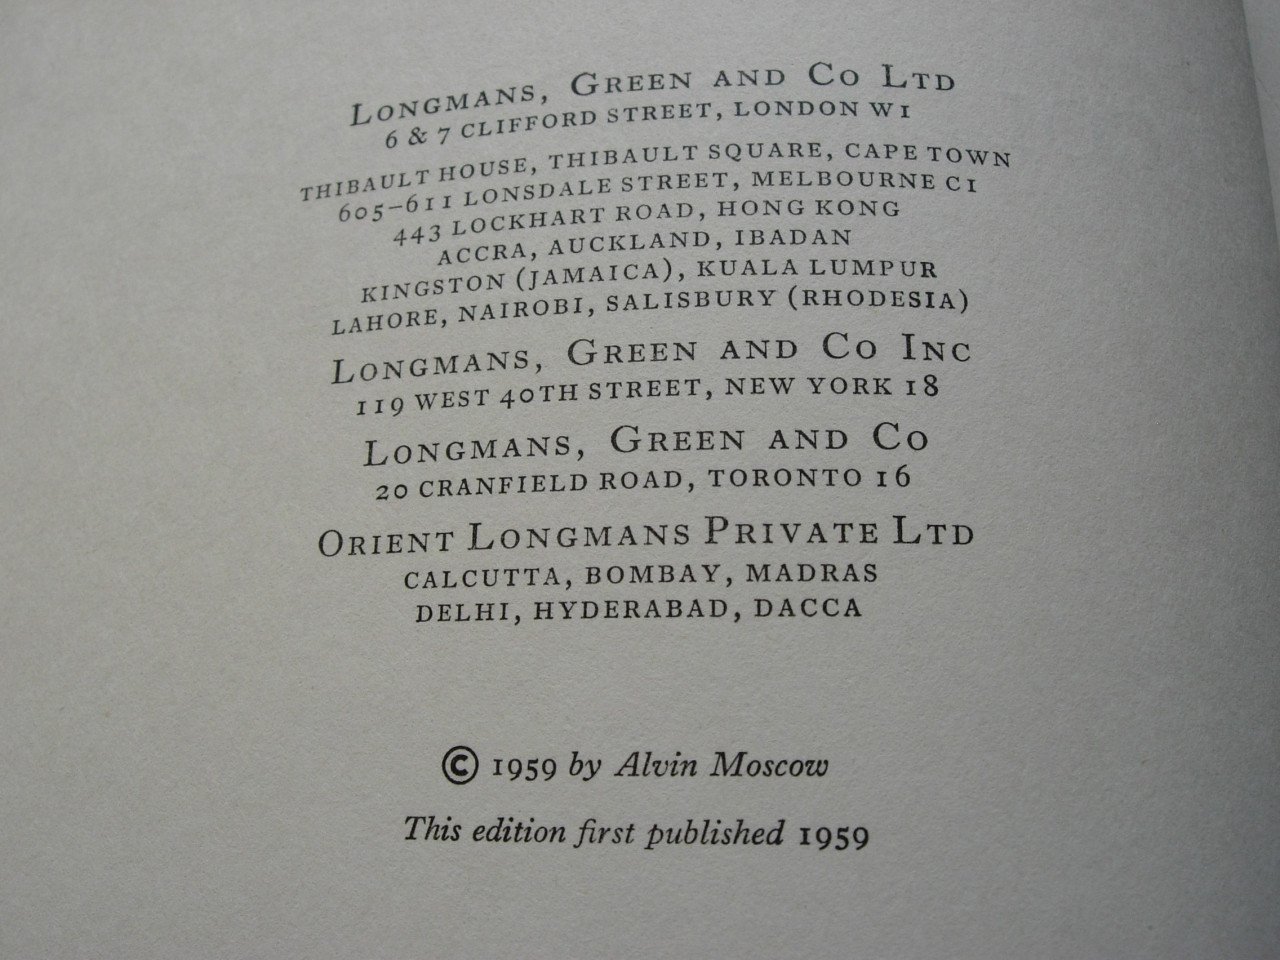 LONGMANS, GREEN AND CO LTD
6 & 7 CLIFFORD STREET, LONDON W1
THIBAULT HOUSE, THIBAULT SQUARE, CAPE TOWN
605–611 LONSDALE STREET, MELBOURNE C1
443 LOCKHART ROAD, HONG KONG
ACCRA, AUCKLAND, IBADAN
KINGSTON (JAMAICA), KUALA LUMPUR
LAHORE, NAIROBI, SALISBURY (RHODESIA)
LONGMANS, GREEN AND CO INC
119 WEST 40TH STREET, NEW YORK 18
LONGMANS, GREEN AND CO
20 CRANFIELD ROAD, TORONTO 16
ORIENT LONGMANS PRIVATE LTD
CALCUTTA, BOMBAY, MADRAS
DELHI, HYDERABAD, DACCA
© 1959 by Alvin Moscow
This edition first published 1959